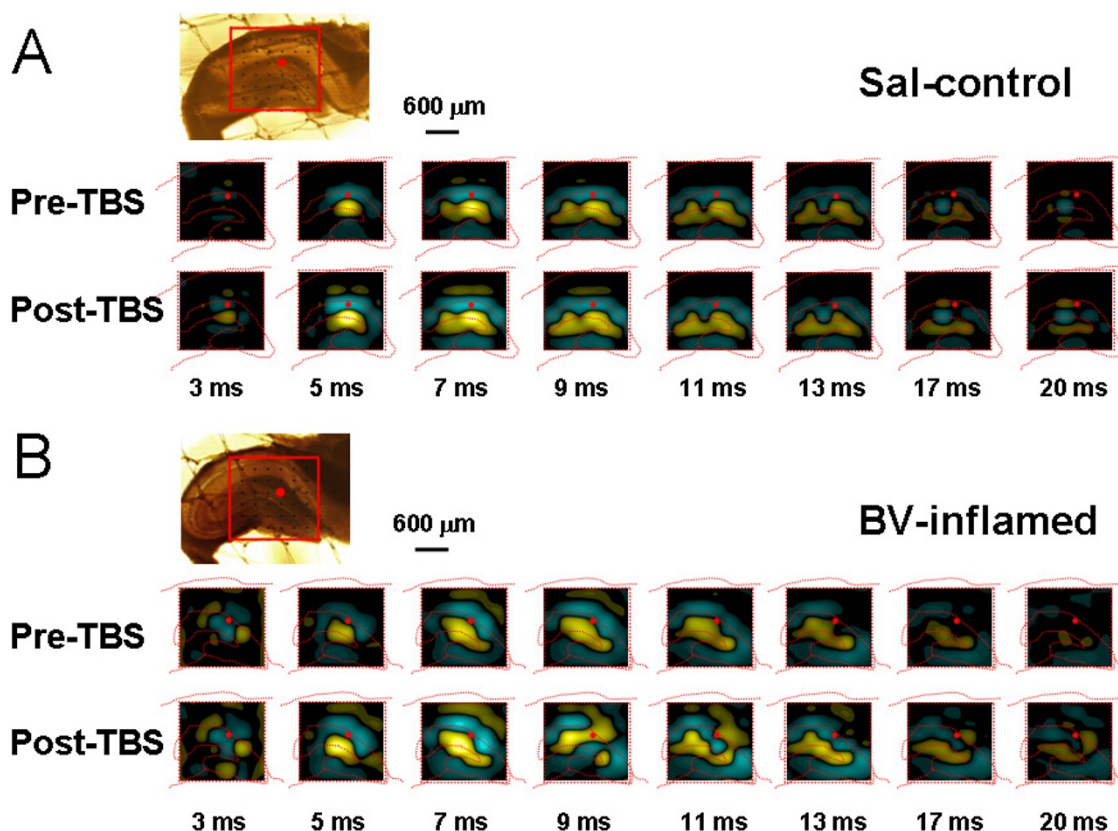 A
Sal-control
600 μm
Pre-TBS
Post-TBS
3 ms 5 ms 7 ms 9 ms 11 ms 13 ms 17 ms 20 ms
B
BV-inflamed
600 μm
Pre-TBS
Post-TBS
3 ms 5 ms 7 ms 9 ms 11 ms 13 ms 17 ms 20 ms